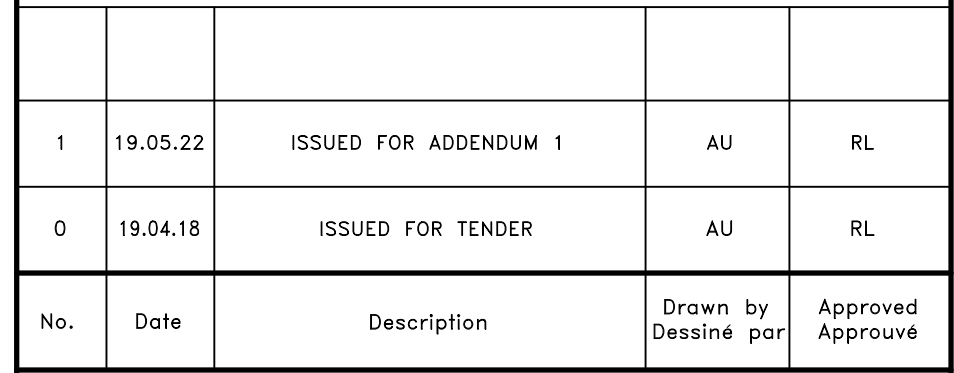 1 19.05.22 ISSUED FOR ADDENDUM 1 AU RL
0 19.04.18 ISSUED FOR TENDER AU RL
No. Date Description Drawn by Approved
Dessiné par Approuvé